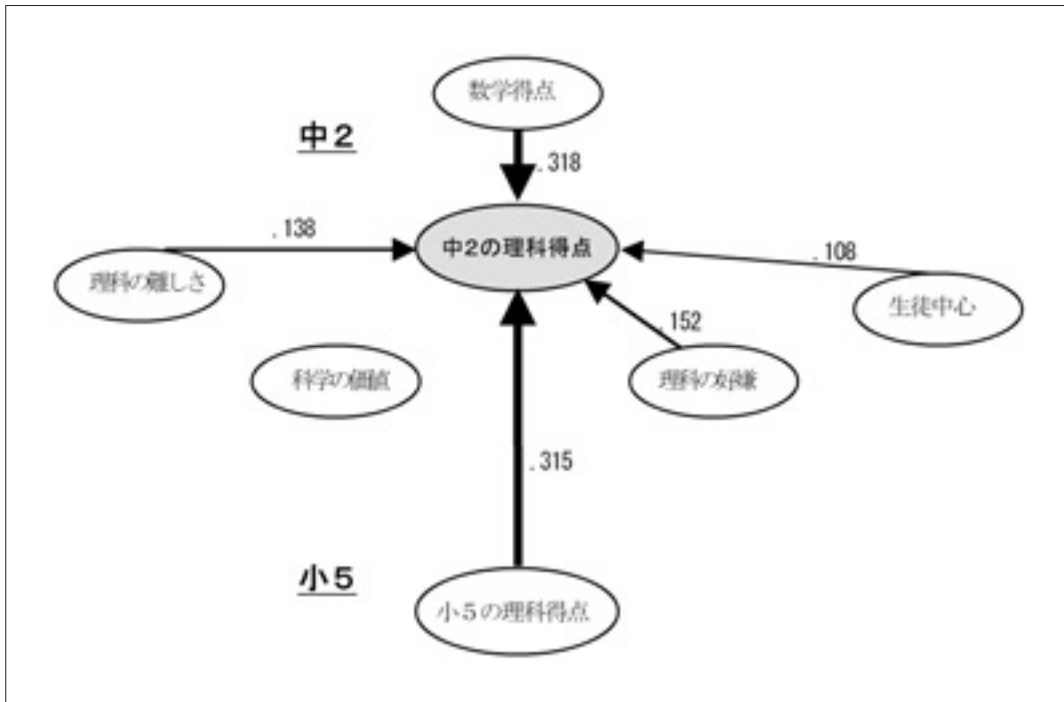 数学得点
中2
.318
.138
中2の理科得点
.108
理科の難しさ
生徒中心
.152
科学の価値
理科の好嫌
.315
小5
小5の理科得点